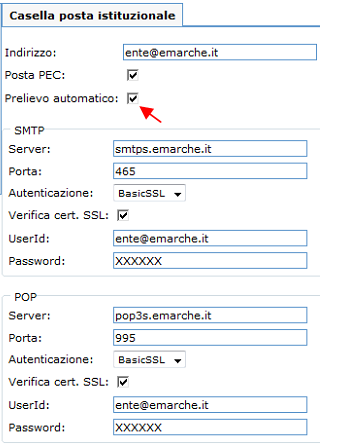 Casella posta istituzionale
Indirizzo: ente@emarche.it
Posta PEC:
Prelievo automatico:
SMTP
Server: smtps.emarche.it
Porta: 465
Autenticazione: BasicSSL
Verifica cert. SSL:
UserId: ente@emarche.it
Password: XXXXXX
POP
Server: pop3s.emarche.it
Porta: 995
Autenticazione: BasicSSL
Verifica cert. SSL:
UserId: ente@emarche.it
Password: XXXXXX